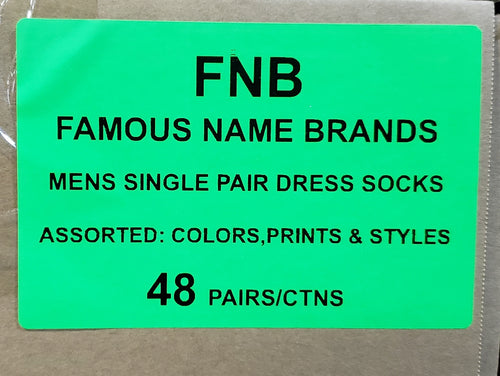 FNB
FAMOUS NAME BRANDS
MENS SINGLE PAIR DRESS SOCKS
ASSORTED: COLORS,PRINTS & STYLES
48 PAIRS/CTNS